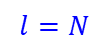 l = N